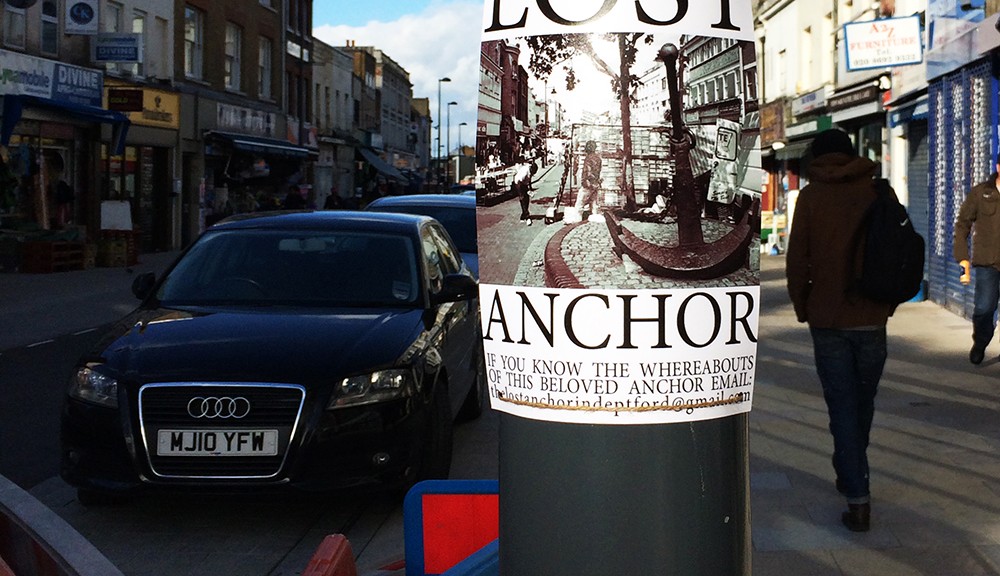 LOST
ANCHOR
IF YOU KNOW THE WHEREABOUTS
OF THIS BELOVED ANCHOR EMAIL:
thelostanchorindeptford@gmail.com
MJ10 YFW
DIVINE
DIVINE
FURNITURE